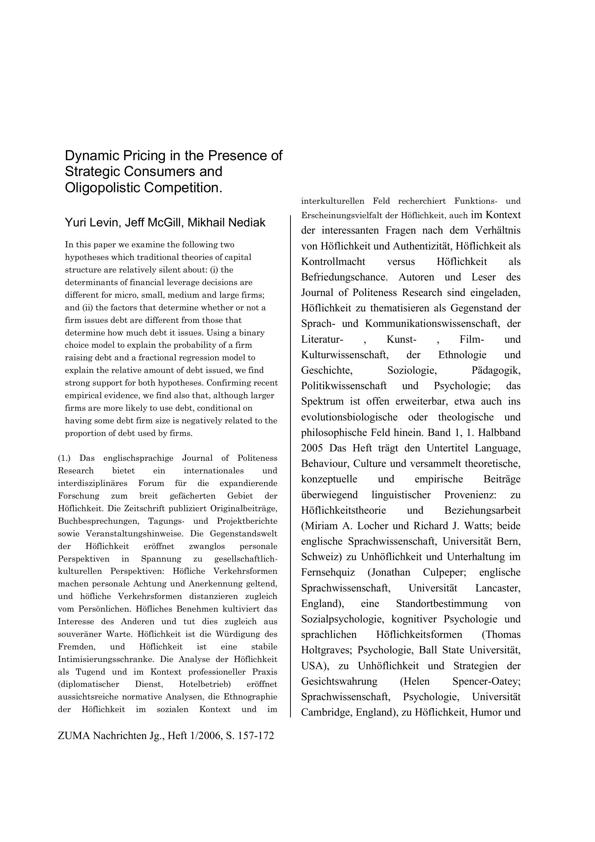 Dynamic Pricing in the Presence of
Strategic Consumers and
Oligopolistic Competition.
Yuri Levin, Jeff McGill, Mikhail Nediak
In this paper we examine the following two
hypotheses which traditional theories of capital
structure are relatively silent about: (i) the
determinants of financial leverage decisions are
different for micro, small, medium and large firms;
and (ii) the factors that determine whether or not a
firm issues debt are different from those that
determine how much debt it issues. Using a binary
choice model to explain the probability of a firm
raising debt and a fractional regression model to
explain the relative amount of debt issued, we find
strong support for both hypotheses. Confirming recent
empirical evidence, we find also that, although larger
firms are more likely to use debt, conditional on
having some debt firm size is negatively related to the
proportion of debt used by firms.
(1.) Das englischsprachige Journal of Politeness
Research bietet ein internationales und
interdisziplinäres Forum für die expandierende
Forschung zum breit gefächerten Gebiet der
Höflichkeit. Die Zeitschrift publiziert Originalbeiträge,
Buchbesprechungen, Tagungs- und Projektberichte
sowie Veranstaltungshinweise. Die Gegenstandswelt
der Höflichkeit eröffnet zwanglos personale
Perspektiven in Spannung zu gesellschaftlich-
kulturellen Perspektiven: Höfliche Verkehrsformen
machen personale Achtung und Anerkennung geltend,
und höfliche Verkehrsformen distanzieren zugleich
vom Persönlichen. Höfliches Benehmen kultiviert das
Interesse des Anderen und tut dies zugleich aus
souveräner Warte. Höflichkeit ist die Würdigung des
Fremden, und Höflichkeit ist eine stabile
Intimisierungsschranke. Die Analyse der Höflichkeit
als Tugend und im Kontext professioneller Praxis
(diplomatischer Dienst, Hotelbetrieb) eröffnet
aussichtsreiche normative Analysen, die Ethnographie
der Höflichkeit im sozialen Kontext und im
interkulturellen Feld recherchiert Funktions- und
Erscheinungsvielfalt der Höflichkeit, auch im Kontext
der interessanten Fragen nach dem Verhältnis
von Höflichkeit und Authentizität, Höflichkeit als
Kontrollmacht versus Höflichkeit als
Befriedungschance. Autoren und Leser des
Journal of Politeness Research sind eingeladen,
Höflichkeit zu thematisieren als Gegenstand der
Sprach- und Kommunikationswissenschaft, der
Literatur- , Kunst- , Film- und
Kulturwissenschaft, der Ethnologie und
Geschichte, Soziologie, Pädagogik,
Politikwissenschaft und Psychologie; das
Spektrum ist offen erweiterbar, etwa auch ins
evolutionsbiologische oder theologische und
philosophische Feld hinein. Band 1, 1. Halbband
2005 Das Heft trägt den Untertitel Language,
Behaviour, Culture und versammelt theoretische,
konzeptuelle und empirische Beiträge
überwiegend linguistischer Provenienz: zu
Höflichkeitstheorie und Beziehungsarbeit
(Miriam A. Locher und Richard J. Watts; beide
englische Sprachwissenschaft, Universität Bern,
Schweiz) zu Unhöflichkeit und Unterhaltung im
Fernsehquiz (Jonathan Culpeper; englische
Sprachwissenschaft, Universität Lancaster,
England), eine Standortbestimmung von
Sozialpsychologie, kognitiver Psychologie und
sprachlichen Höflichkeitsformen (Thomas
Holtgraves; Psychologie, Ball State Universität,
USA), zu Unhöflichkeit und Strategien der
Gesichtswahrung (Helen Spencer-Oatey;
Sprachwissenschaft, Psychologie, Universität
Cambridge, England), zu Höflichkeit, Humor und
ZUMA Nachrichten Jg., Heft 1/2006, S. 157-172